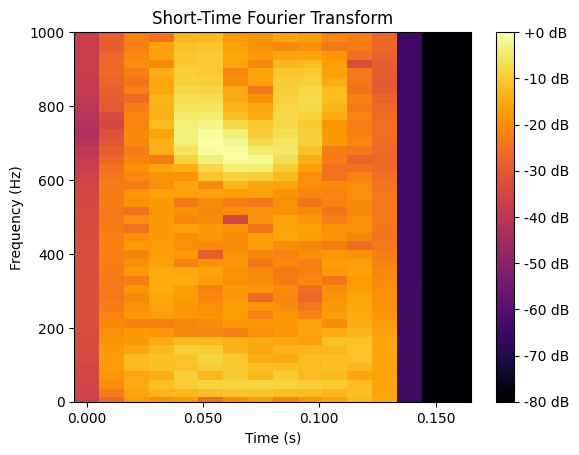 Short-Time Fourier Transform
Frequency (Hz)
1000
800
600
400
200
0
0.000
0.050
0.100
0.150
Time (s)
+0 dB
-10 dB
-20 dB
-30 dB
-40 dB
-50 dB
-60 dB
-70 dB
-80 dB